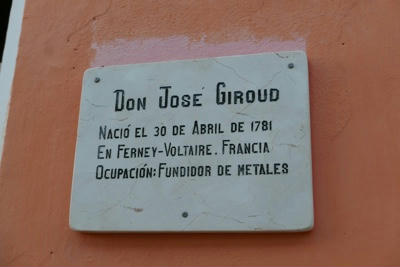 Don José Giroud
Nació el 30 de Abril de 1781
En Ferney-Voltaire. Francia
Ocupación: Fundidor de metales